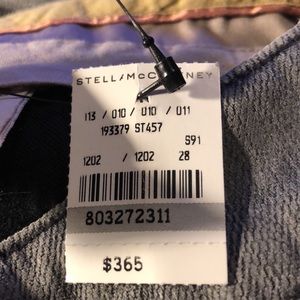 STELLA McCARTNEY
113 / 010 / 010 / 011
193379 ST457
S91
1202 / 1202 28
803272311
$365